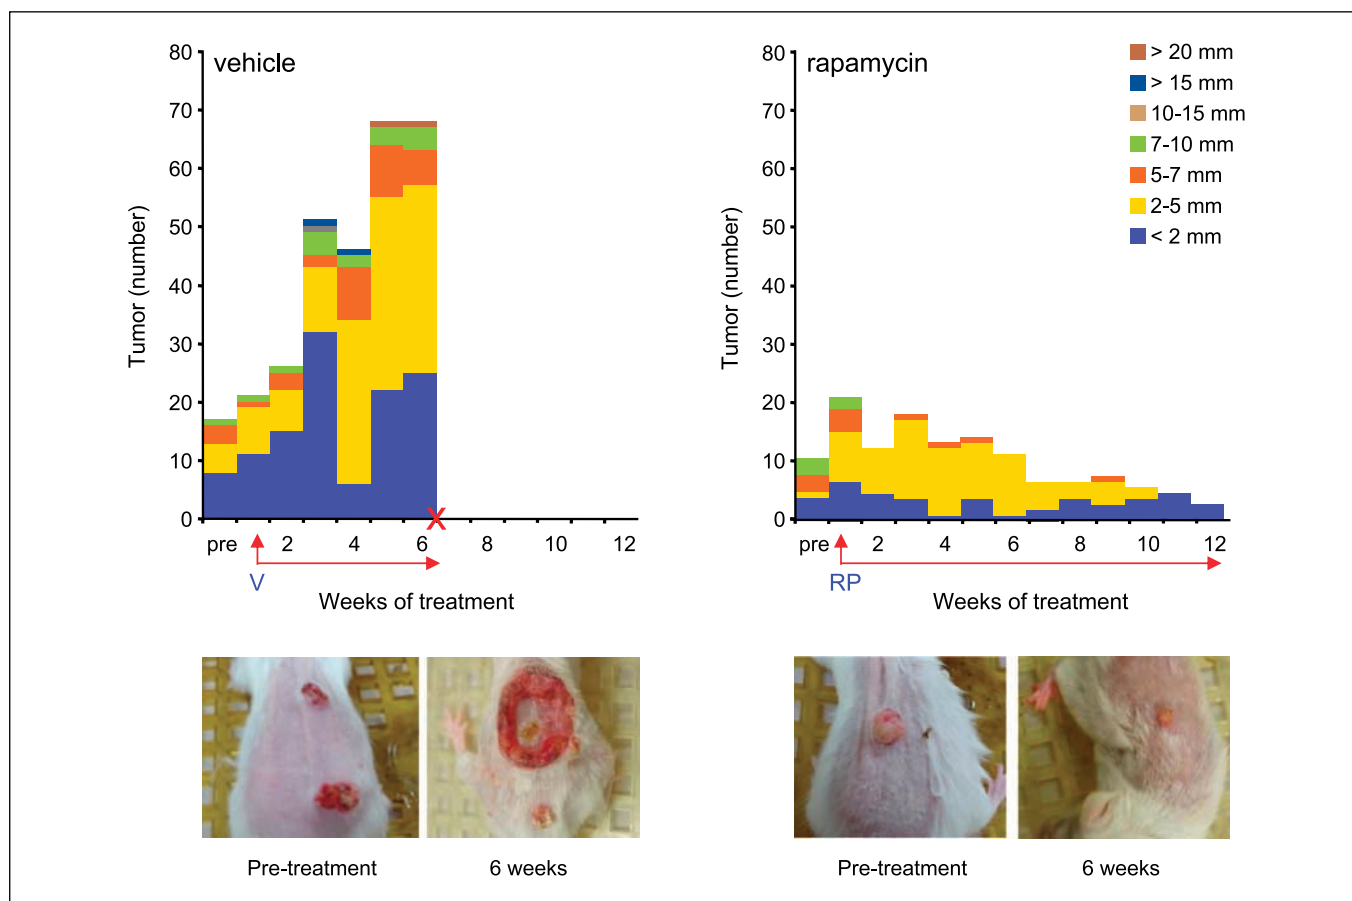 vehicle
80
70
60
50
40
30
20
10
0
Tumor (number)
pre 2 4 6 8 10 12
X
V
Weeks of treatment
rapamycin
80
70
60
50
40
30
20
10
0
Tumor (number)
pre 2 4 6 8 10 12
RP
Weeks of treatment
> 20 mm
> 15 mm
10-15 mm
7-10 mm
5-7 mm
2-5 mm
< 2 mm
Pre-treatment
6 weeks
Pre-treatment
6 weeks